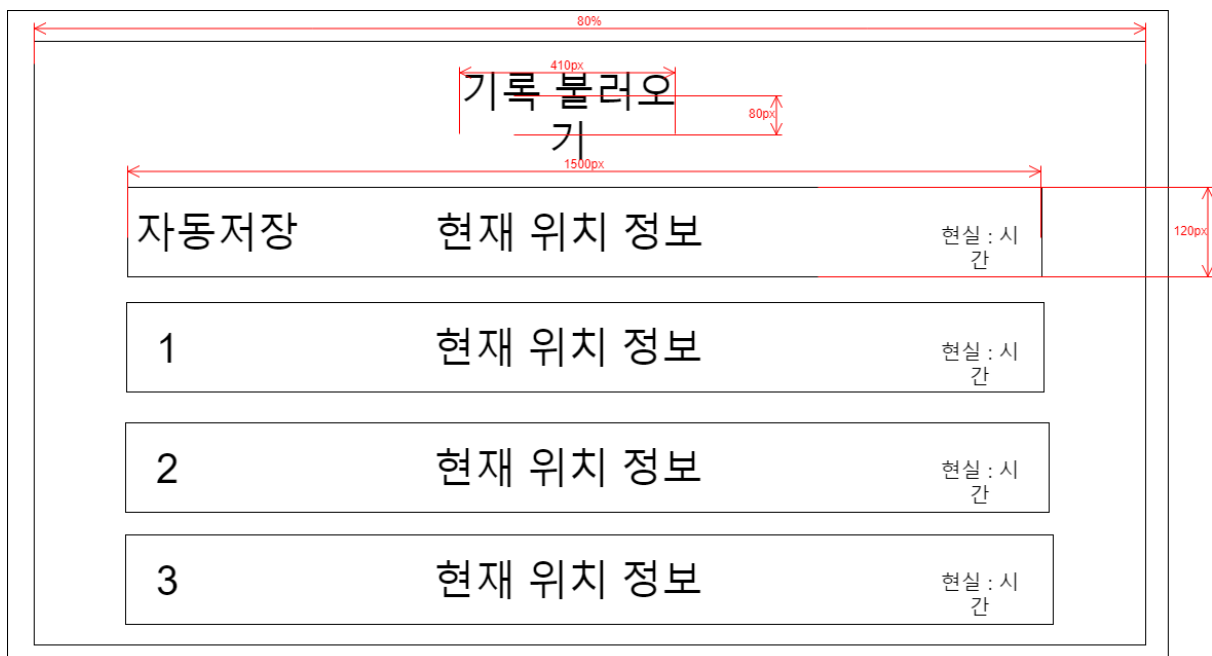 80%
410px
기록 불러오
기
80px
1500px
자동저장 현재 위치 정보 현실 : 시
간
120px
1 현재 위치 정보 현실 : 시
간
2 현재 위치 정보 현실 : 시
간
3 현재 위치 정보 현실 : 시
간